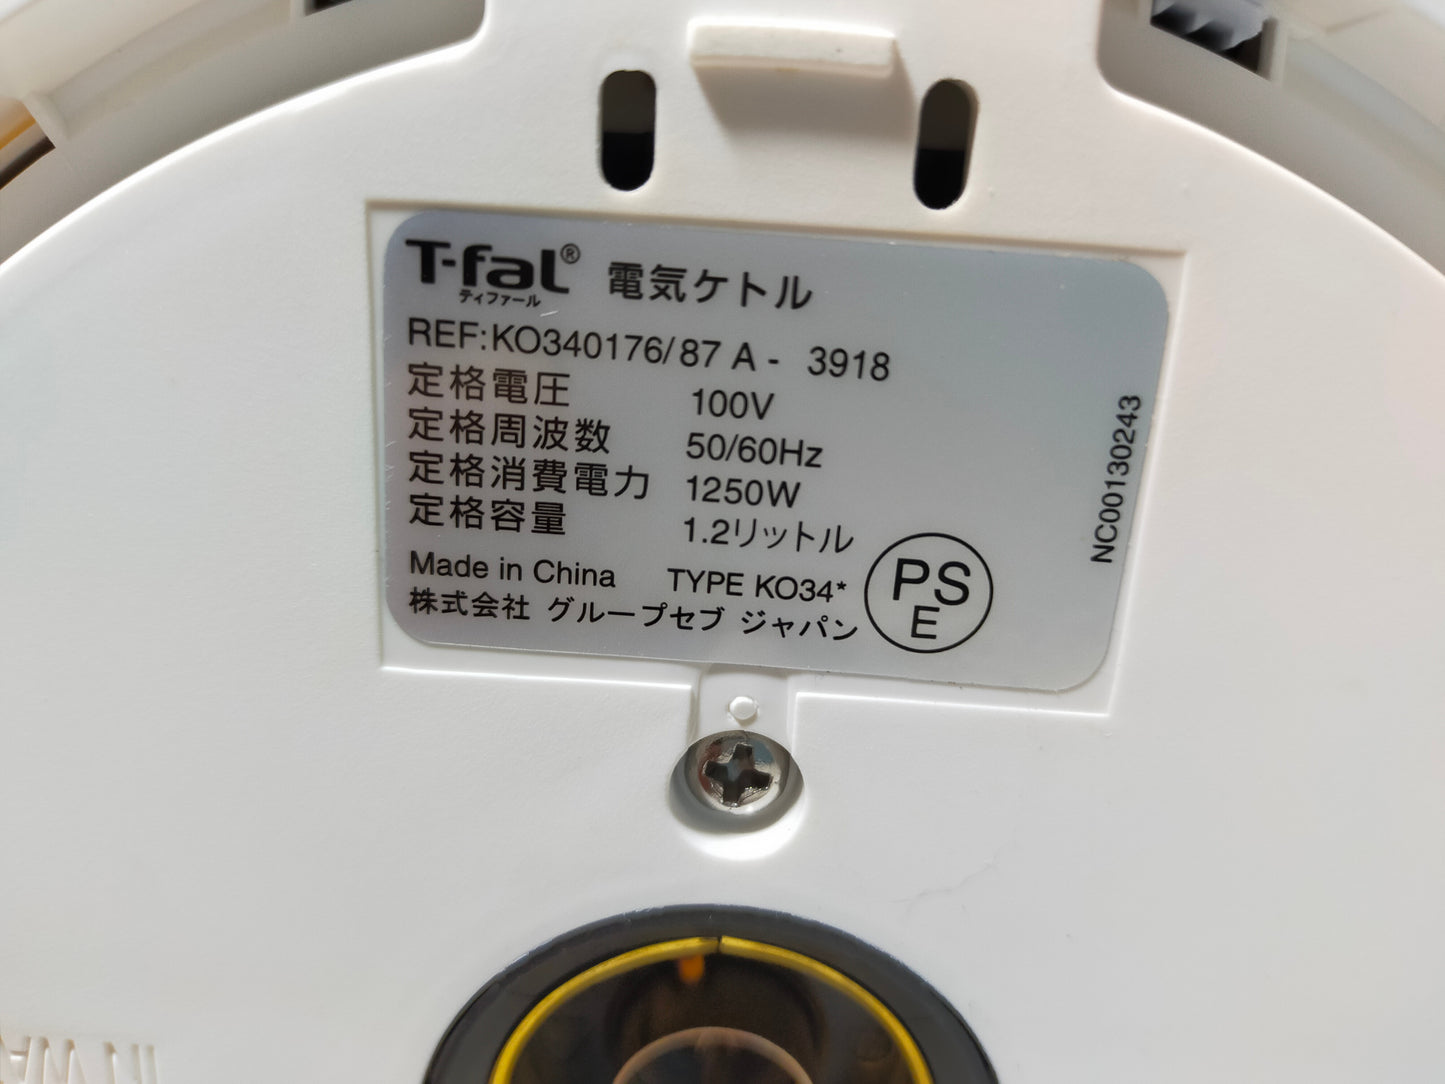 T-fal® 電気ケトル
ティファール
REF:KO340176/87 A - 3918
定格電圧 100V
定格周波数 50/60Hz
定格消費電力 1250W
定格容量 1.2リットル
Made in China TYPE KO34*
株式会社 グループセブ ジャパン
PS
E
NC00130243